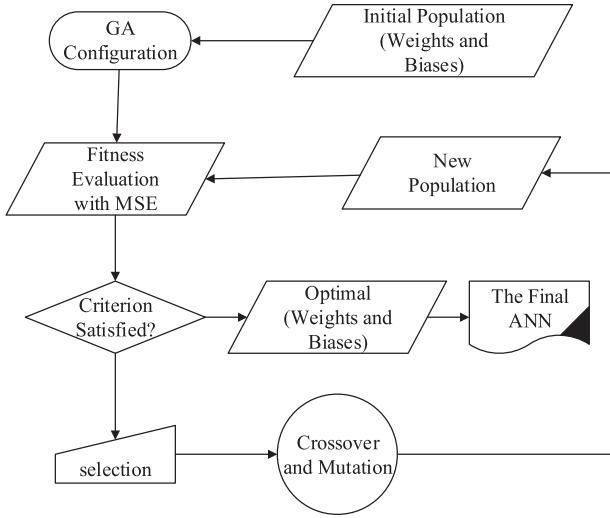 GA
Configuration
Initial Population
(Weights and
Biases)
Fitness
Evaluation
with MSE
New
Population
Criterion
Satisfied?
Optimal
(Weights and
Biases)
The Final
ANN
selection
Crossover
and Mutation